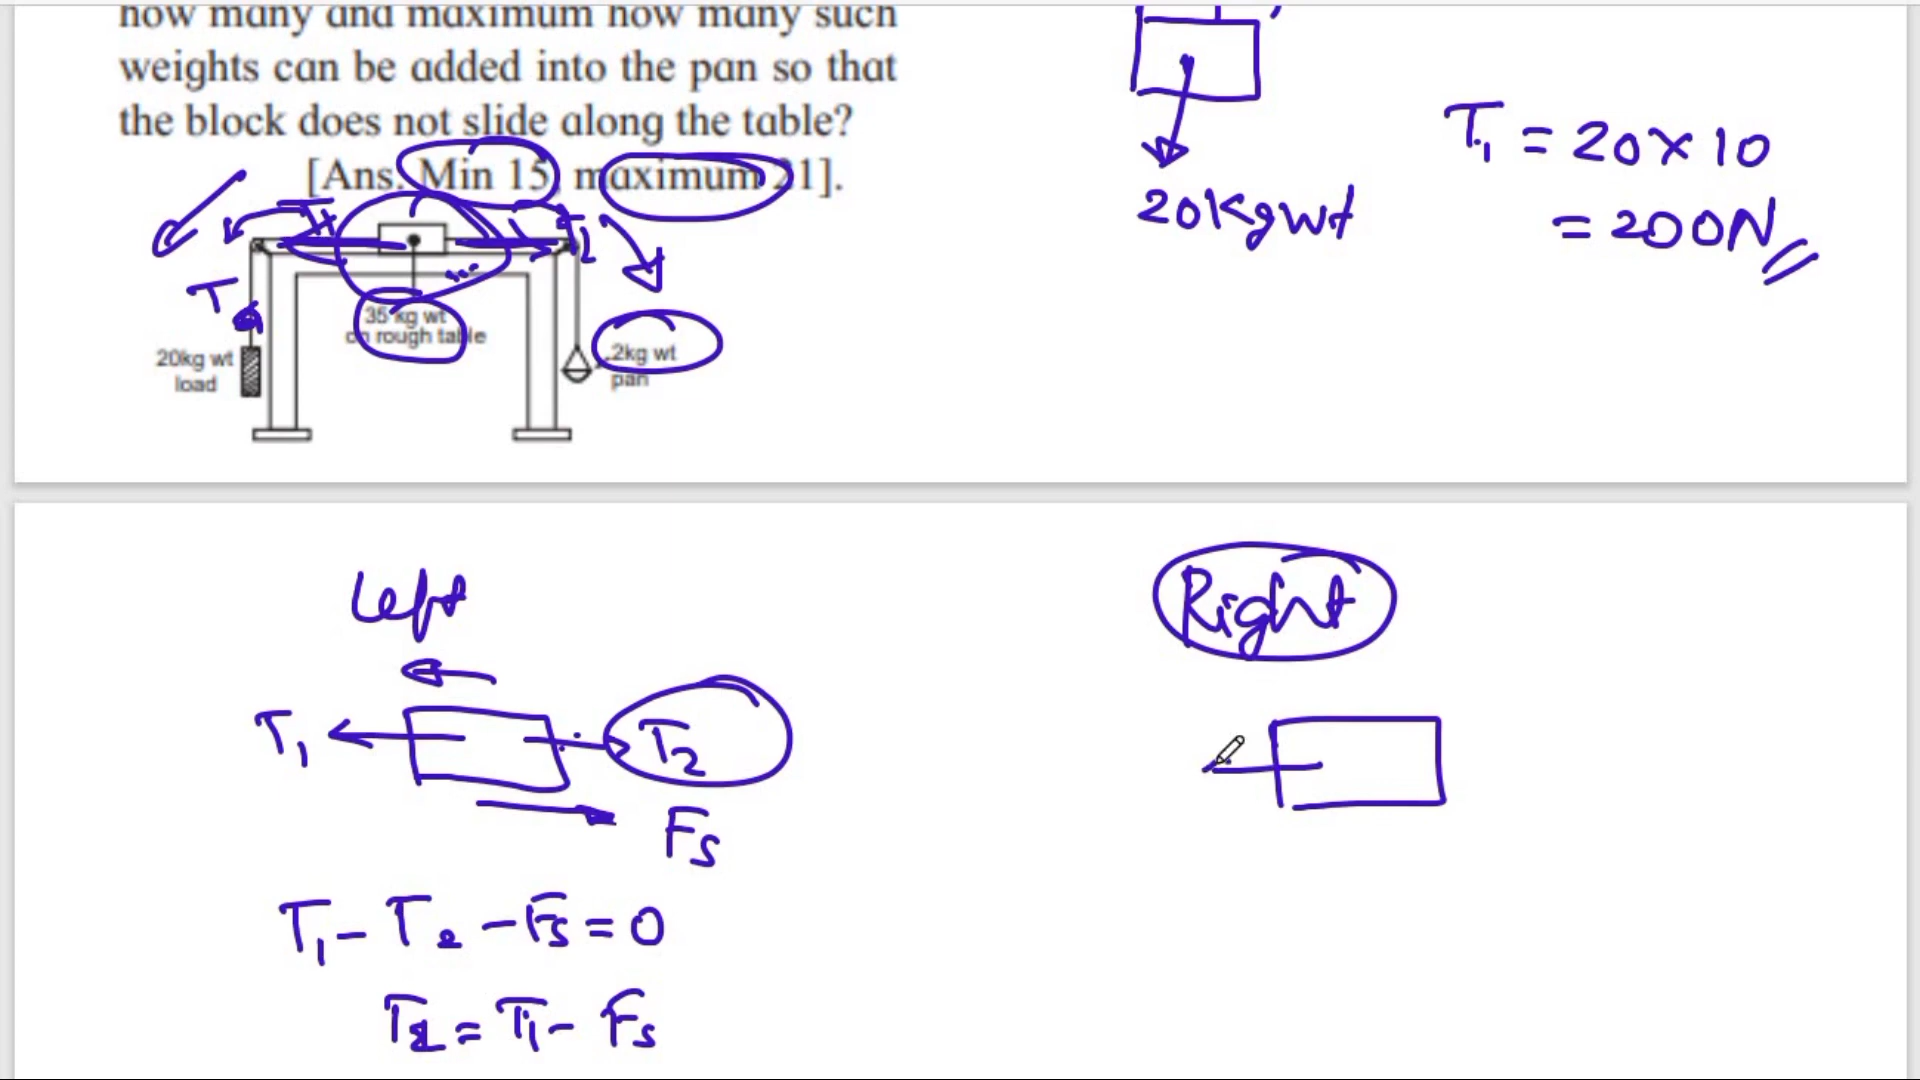 how many and maximum how many such
weights can be added into the pan so that
the block does not slide along the table?
[Ans. Min 15, maximum 21].
T1
T2
T
35 kg wt
on rough table
20kg wt
load
2kg wt
pan
20Kgwt
T1 = 20 × 10
= 200N
Left
T1
T2
Fs
T1 - T2 - Fs = 0
T2 = T1 - Fs
Right